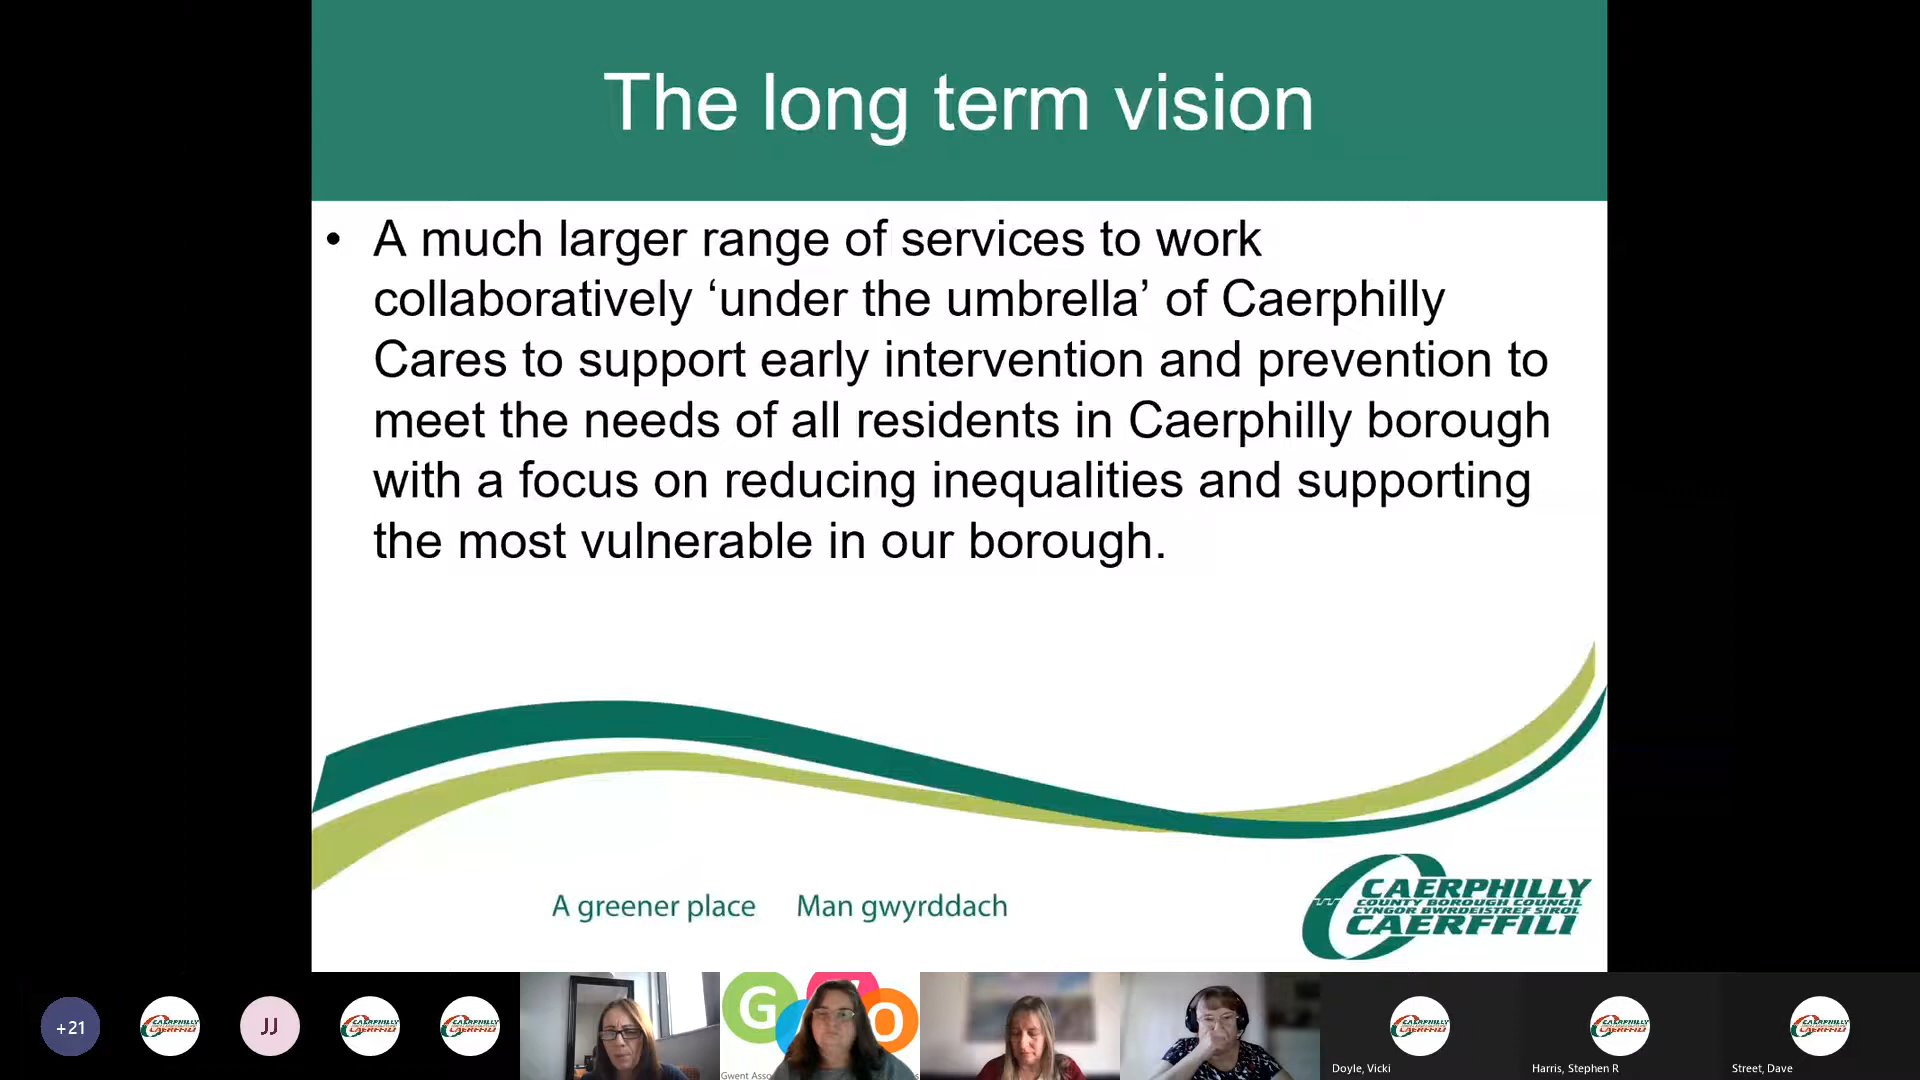 The long term vision
• A much larger range of services to work
collaboratively ‘under the umbrella’ of Caerphilly
Cares to support early intervention and prevention to
meet the needs of all residents in Caerphilly borough
with a focus on reducing inequalities and supporting
the most vulnerable in our borough.
A greener place Man gwyrddach
CAERPHILLY
COUNTY BOROUGH COUNCIL
CYNGOR BWRDEISTREF SIROL
CAERFFILI
+21
JJ
G
O
Gwent Asso
Doyle, Vicki
Harris, Stephen R
Street, Dave